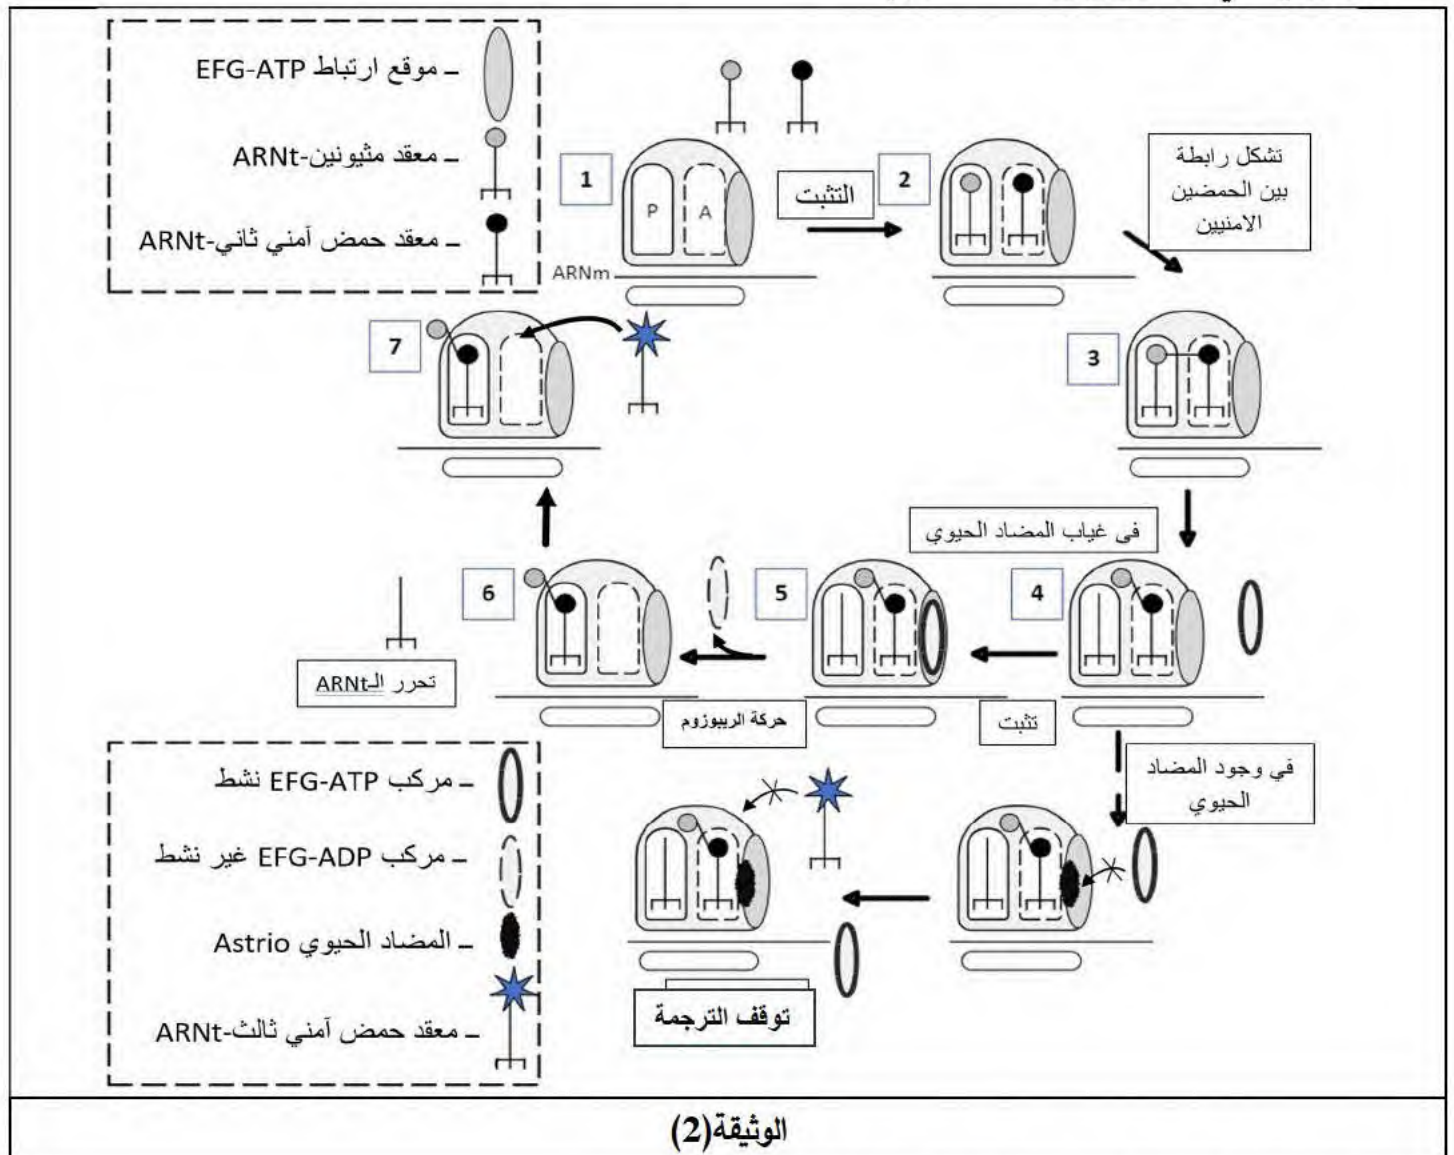 ـ موقع ارتباط EFG-ATP
ـ معقد مثيونين-ARNt
ـ معقد حمض آمني ثاني-ARNt
1
P
A
ARNm
التثبت
2
تشكل رابطة
بين الحمضين
الامنيين
3
7
في غياب المضاد الحيوي
4
تثبت
5
حركة الريبوزوم
6
تحرر الـARNt
في وجود المضاد
الحيوي
توقف الترجمة
ـ مركب EFG-ATP نشط
ـ مركب EFG-ADP غير نشط
ـ المضاد الحيوي Astrio
ـ معقد حمض آمني ثالث-ARNt
الوثيقة(2)